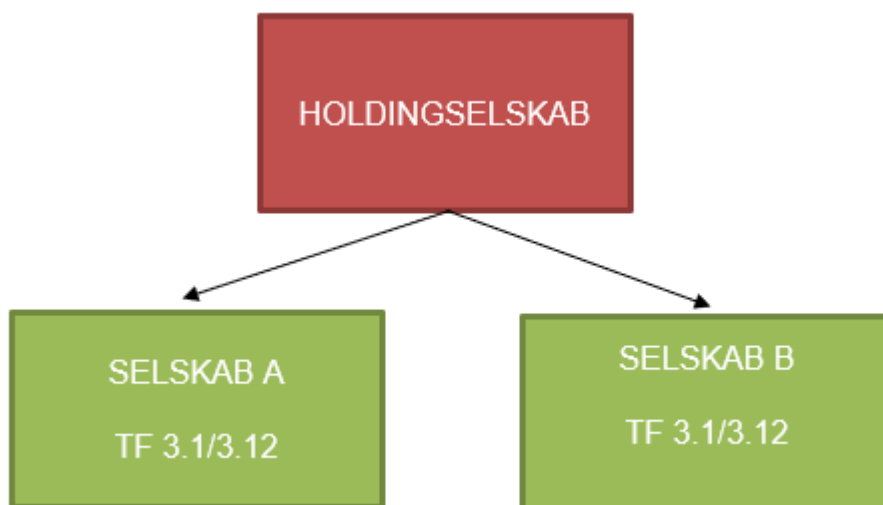 HOLDINGSELSKAB
SELSKAB A
TF 3.1/3.12
SELSKAB B
TF 3.1/3.12